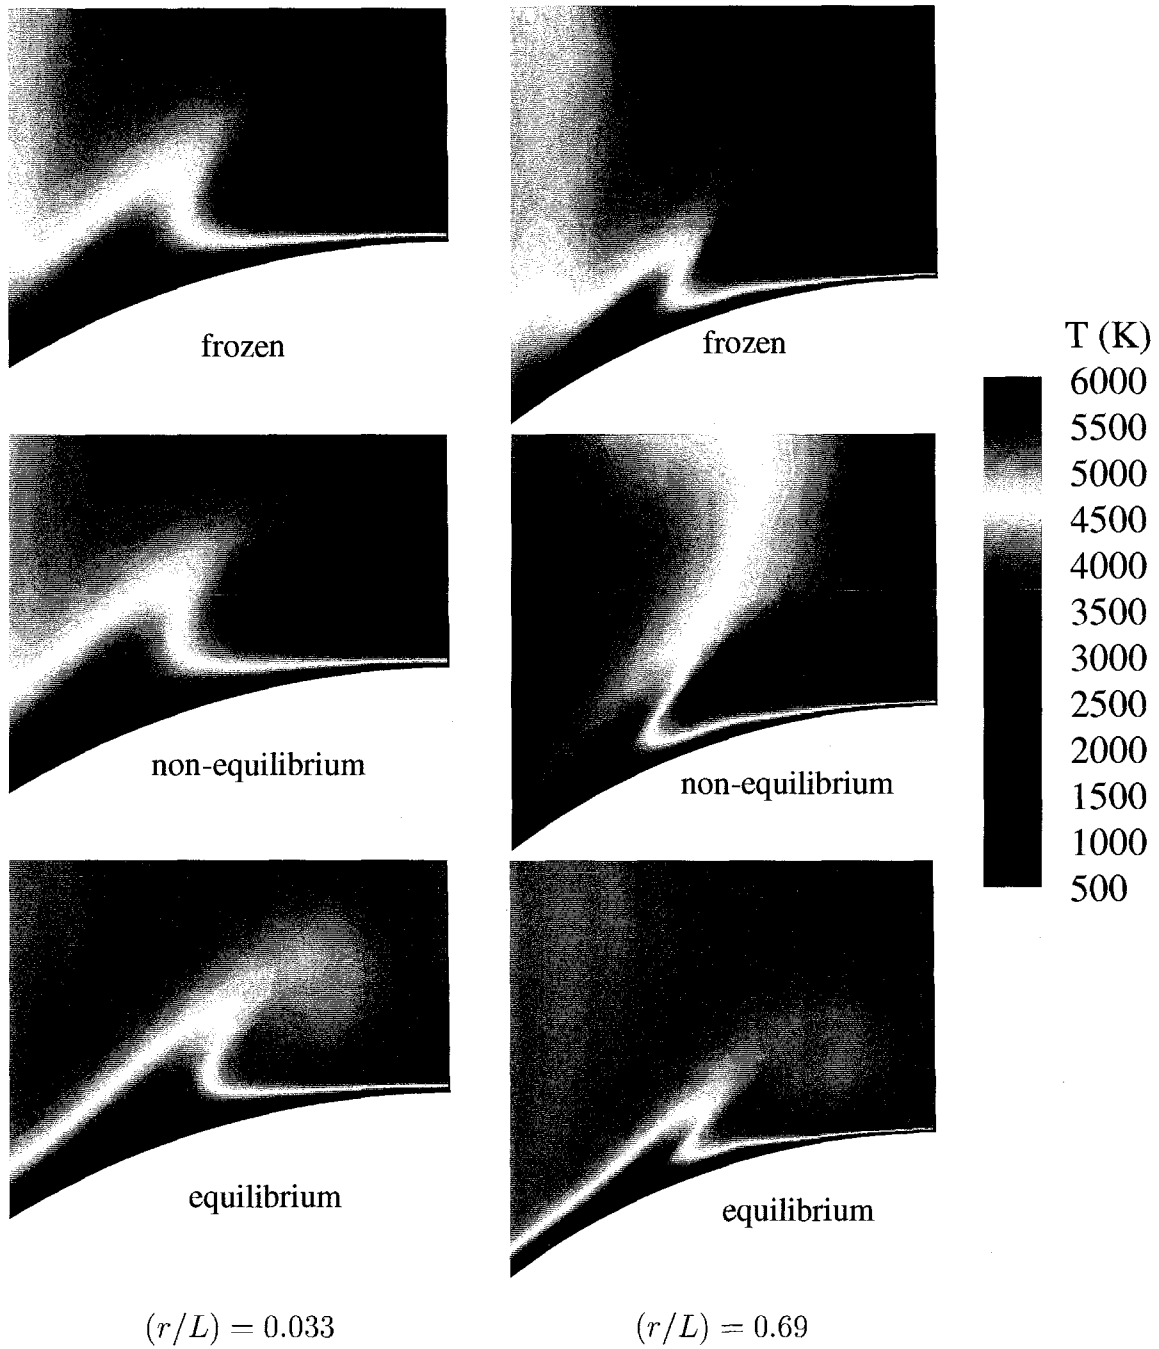 frozen
frozen
T (K)
6000
5500
5000
4500
4000
3500
3000
2500
2000
1500
1000
500
non-equilibrium
non-equilibrium
equilibrium
equilibrium
(r/L) = 0.033
(r/L) = 0.69